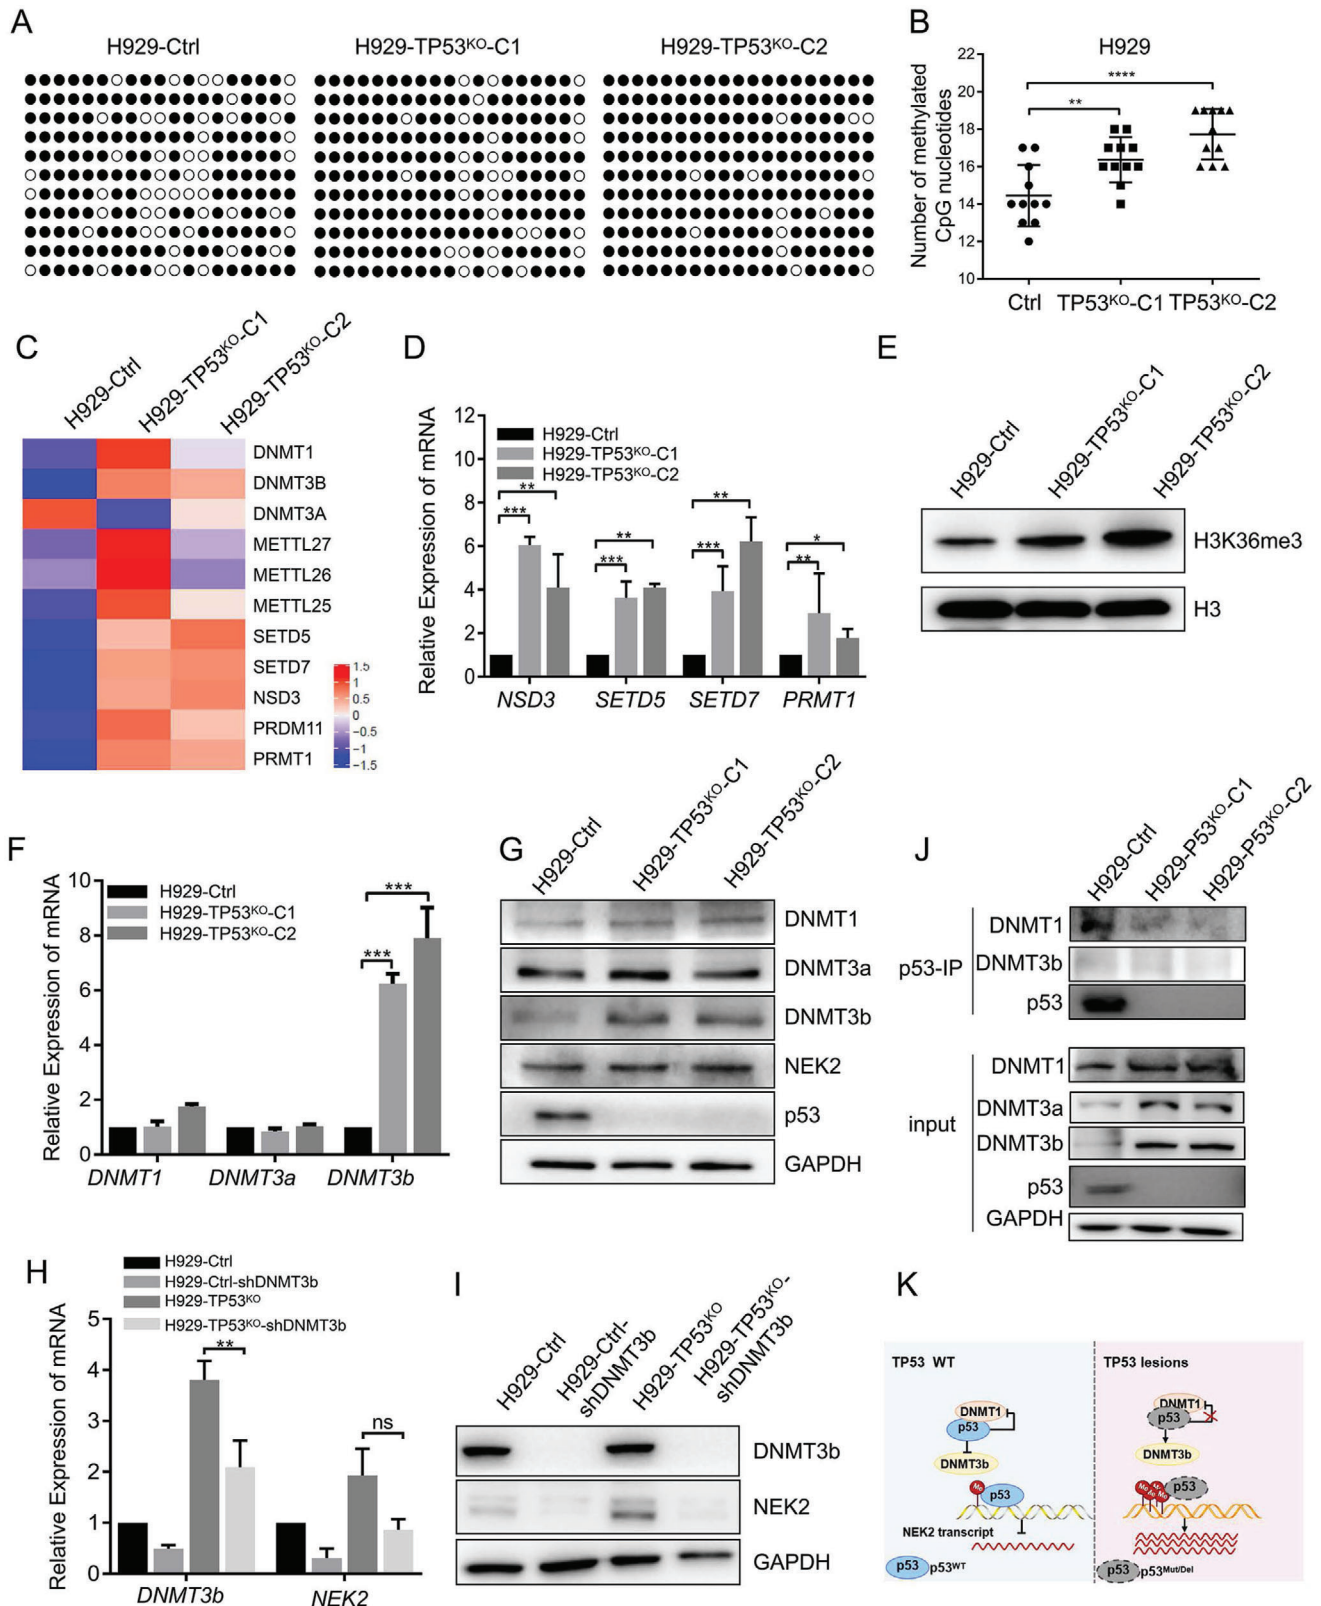 A
H929-Ctrl
H929-TP53KO-C1
H929-TP53KO-C2
B
H929
Number of methylated
CpG nucleotides
22
20
18
16
14
12
10
****
**
Ctrl
TP53KO-C1
TP53KO-C2
C
H929-Ctrl
H929-TP53KO-C1
H929-TP53KO-C2
DNMT1
DNMT3B
DNMT3A
METTL27
METTL26
METTL25
SETD5
SETD7
NSD3
PRDM11
PRMT1
1.5
1
0.5
0
−0.5
−1
−1.5
D
Relative Expression of mRNA
12
10
8
6
4
2
0
H929-Ctrl
H929-TP53KO-C1
H929-TP53KO-C2
**
***
**
***
**
***
*
**
NSD3
SETD5
SETD7
PRMT1
E
H929-Ctrl
H929-TP53KO-C1
H929-TP53KO-C2
H3K36me3
H3
F
Relative Expression of mRNA
10
8
6
4
2
0
H929-Ctrl
H929-TP53KO-C1
H929-TP53KO-C2
***
***
DNMT1
DNMT3a
DNMT3b
G
H929-Ctrl
H929-TP53KO-C1
H929-TP53KO-C2
DNMT1
DNMT3a
DNMT3b
NEK2
p53
GAPDH
J
H929-Ctrl
H929-P53KO-C1
H929-P53KO-C2
p53-IP
DNMT1
DNMT3b
p53
input
DNMT1
DNMT3a
DNMT3b
p53
GAPDH
H
Relative Expression of mRNA
5
4
3
2
1
0
H929-Ctrl
H929-Ctrl-shDNMT3b
H929-TP53KO
H929-TP53KO-shDNMT3b
**
ns
DNMT3b
NEK2
I
H929-Ctrl
H929-Ctrl-
shDNMT3b
H929-TP53KO
H929-TP53KO-
shDNMT3b
DNMT3b
NEK2
GAPDH
K
TP53 WT
DNMT1
p53
DNMT3b
Me
p53
NEK2 transcript
p53
p53WT
TP53 lesions
DNMT1
p53
DNMT3b
Me
p53
p53
p53Mut/Del